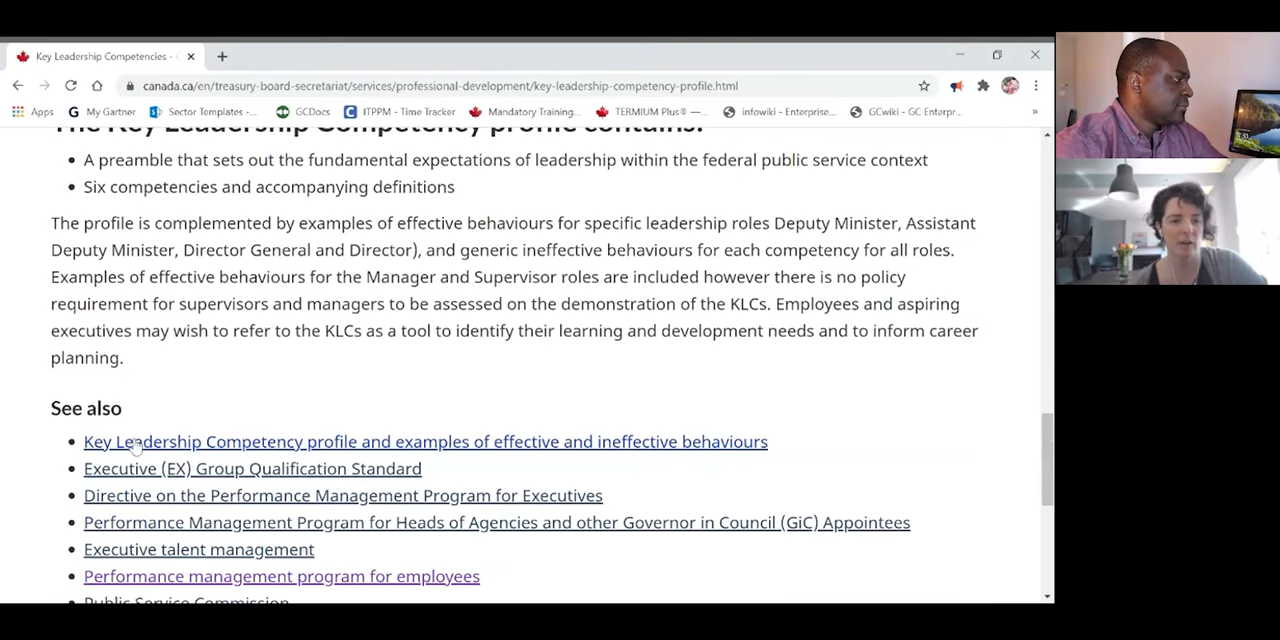 Key Leadership Competencies -
canada.ca/en/treasury-board-secretariat/services/professional-development/key-leadership-competency-profile.html
Apps My Gartner Sector Templates -... GCDocs ITPPM - Time Tracker Mandatory Training... TERMIUM Plus® —... infowiki - Enterprise... GCwiki - GC Enterpr...
The Key Leadership Competency profile contains:
• A preamble that sets out the fundamental expectations of leadership within the federal public service context
• Six competencies and accompanying definitions
The profile is complemented by examples of effective behaviours for specific leadership roles Deputy Minister, Assistant
Deputy Minister, Director General and Director), and generic ineffective behaviours for each competency for all roles.
Examples of effective behaviours for the Manager and Supervisor roles are included however there is no policy
requirement for supervisors and managers to be assessed on the demonstration of the KLCs. Employees and aspiring
executives may wish to refer to the KLCs as a tool to identify their learning and development needs and to inform career
planning.
See also
• Key Leadership Competency profile and examples of effective and ineffective behaviours
• Executive (EX) Group Qualification Standard
• Directive on the Performance Management Program for Executives
• Performance Management Program for Heads of Agencies and other Governor in Council (GiC) Appointees
• Executive talent management
• Performance management program for employees
• Public Service Commission